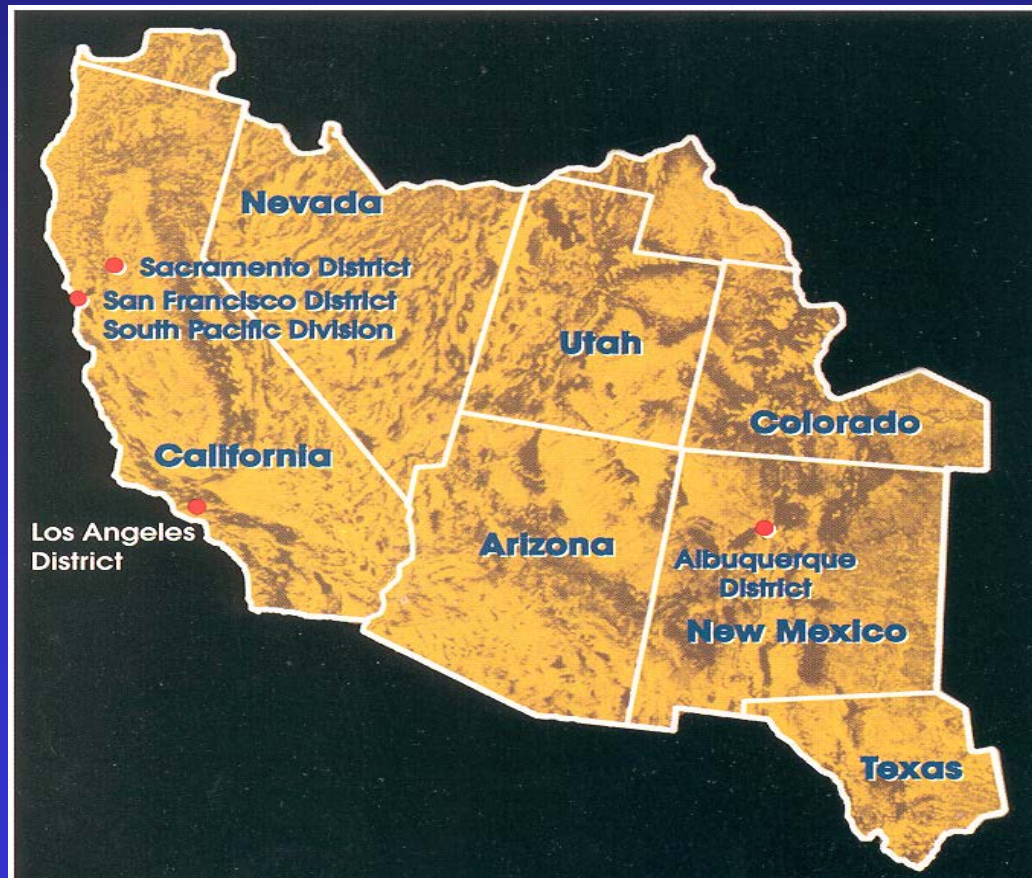 Nevada
Sacramento District
San Francisco District
South Pacific Division
Utah
Colorado
California
Los Angeles
District
Arizona
Albuquerque
District
New Mexico
Texas